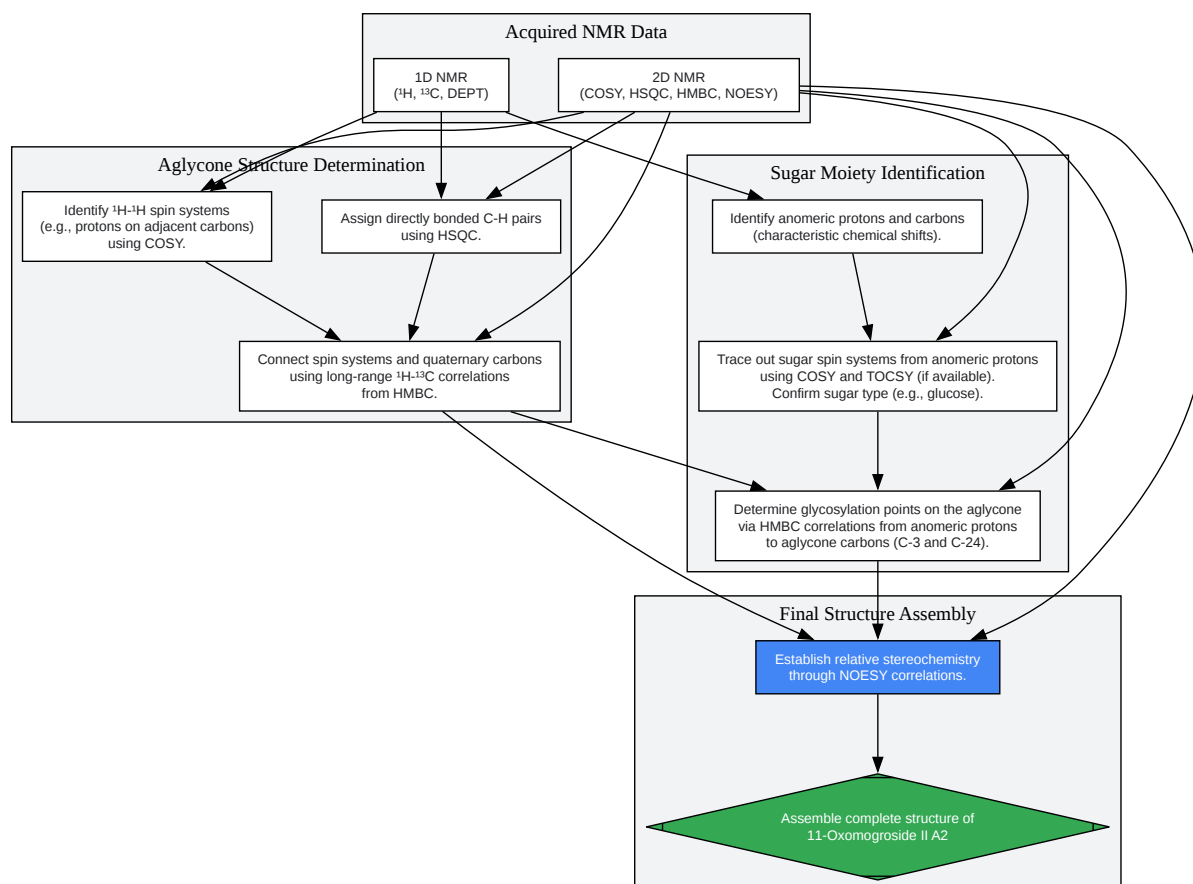 Acquired NMR Data
1D NMR
(¹H, ¹³C, DEPT)
2D NMR
(COSY, HSQC, HMBC, NOESY)
Aglycone Structure Determination
Identify ¹H-¹H spin systems
(e.g., protons on adjacent carbons)
using COSY.
Assign directly bonded C-H pairs
using HSQC.
Connect spin systems and quaternary carbons
using long-range ¹H-¹³C correlations
from HMBC.
Sugar Moiety Identification
Identify anomeric protons and carbons
(characteristic chemical shifts).
Trace out sugar spin systems from anomeric protons
using COSY and TOCSY (if available).
Confirm sugar type (e.g., glucose).
Determine glycosylation points on the aglycone
via HMBC correlations from anomeric protons
to aglycone carbons (C-3 and C-24).
Final Structure Assembly
Establish relative stereochemistry
through NOESY correlations.
Assemble complete structure of
11-Oxomogroside II A2